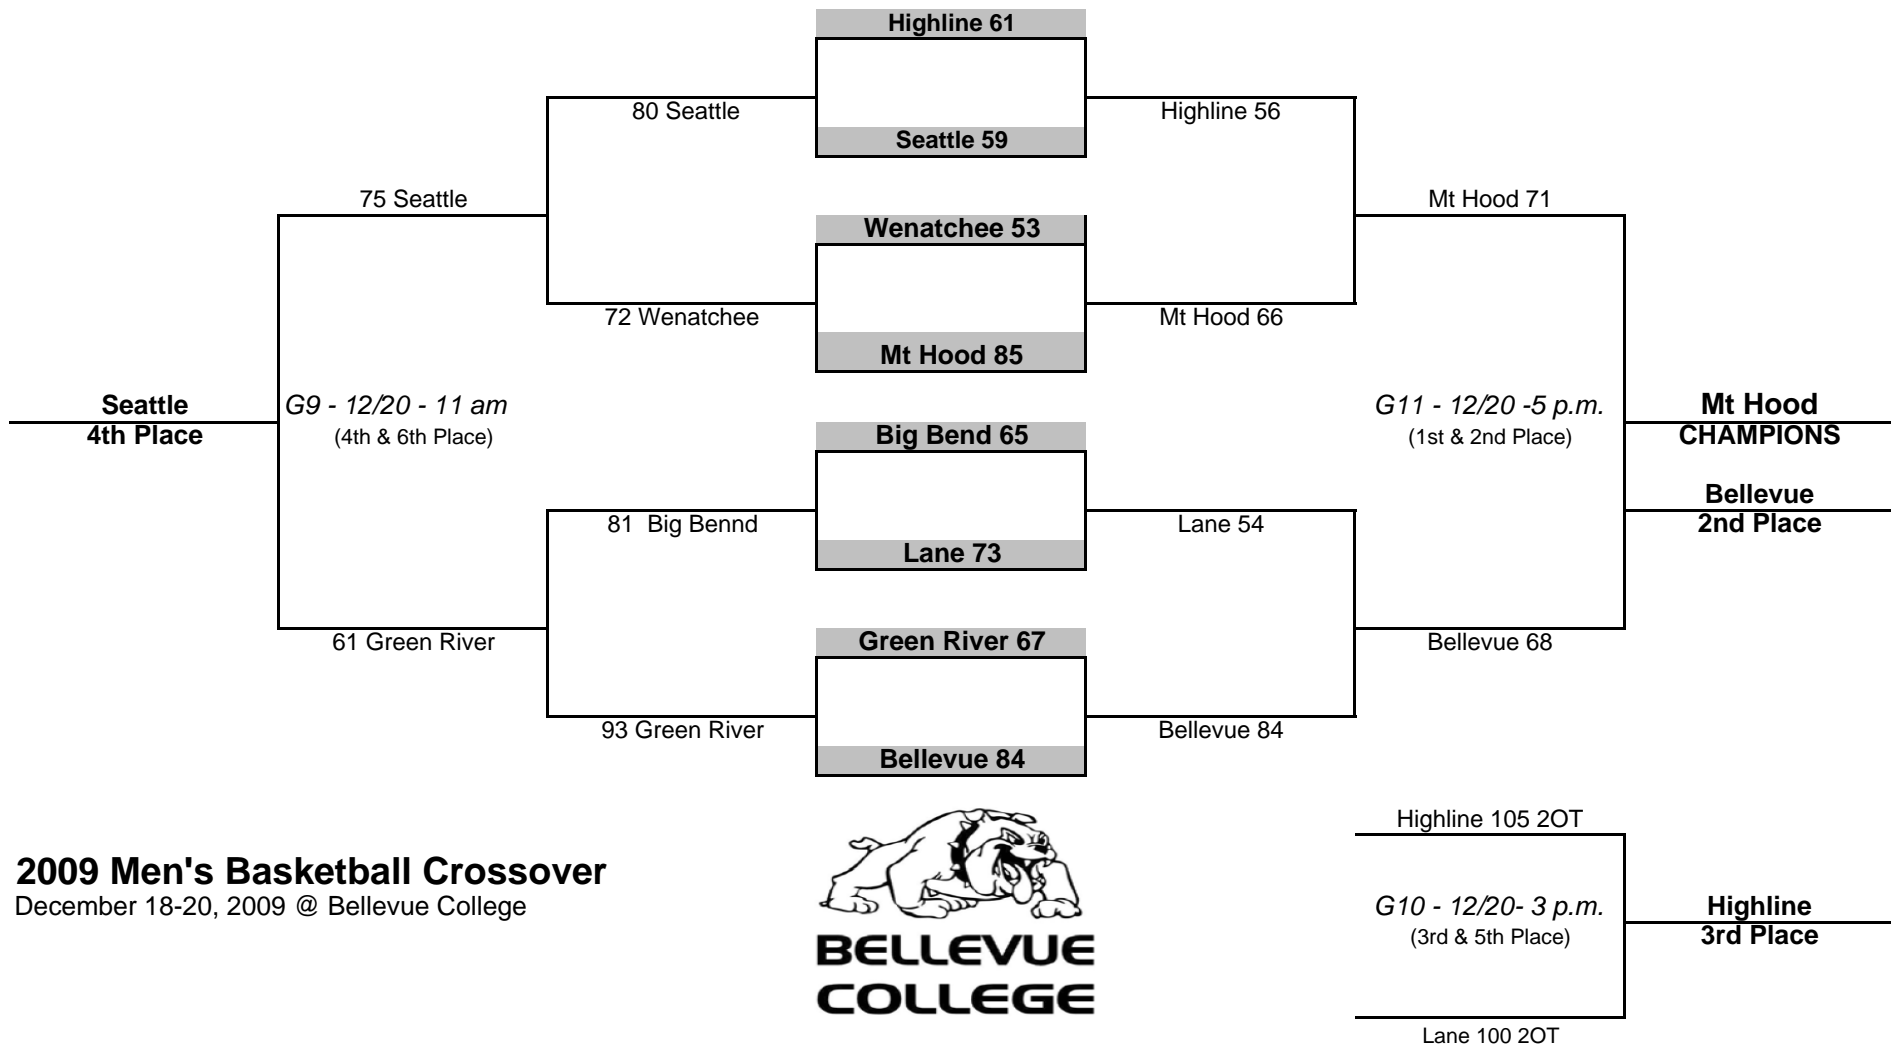 Highline 61
80 Seattle
Highline 56
Seattle 59
75 Seattle
Mt Hood 71
Wenatchee 53
72 Wenatchee
Mt Hood 66
Mt Hood 85
Seattle
4th Place
G9 - 12/20 - 11 am
(4th & 6th Place)
G11 - 12/20 -5 p.m.
(1st & 2nd Place)
Mt Hood
CHAMPIONS
Big Bend 65
Bellevue
2nd Place
81  Big Bennd
Lane 54
Lane 73
61 Green River
Green River 67
Bellevue 68
93 Green River
Bellevue 84
Bellevue 84
Highline 105 2OT
2009 Men's Basketball Crossover
December 18-20, 2009 @ Bellevue College
G10 - 12/20- 3 p.m.
(3rd & 5th Place)
Highline
3rd Place
BELLEVUE
COLLEGE
Lane 100 2OT